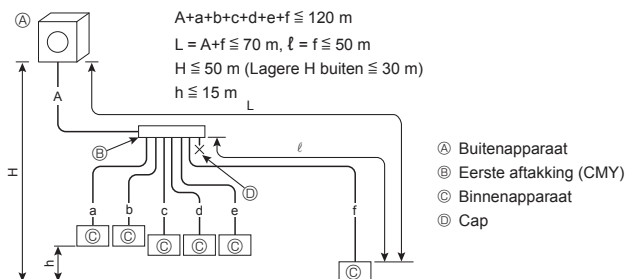 Ⓐ
A+a+b+c+d+e+f ≦ 120 m
L = A+f ≦ 70 m, ℓ = f ≦ 50 m
H ≦ 50 m (Lagere H buiten ≦ 30 m)
h ≦ 15 m
A
L
H
Ⓑ
ℓ
Ⓓ
a b c d e f
Ⓒ Ⓒ Ⓒ Ⓒ Ⓒ
h
Ⓒ
Ⓐ Buitenapparaat
Ⓑ Eerste aftakking (CMY)
Ⓒ Binnenapparaat
Ⓓ Cap